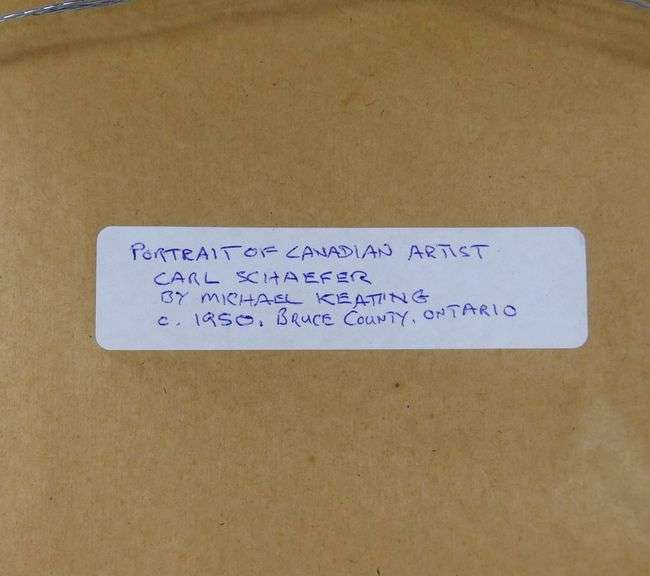 PORTRAIT OF CANADIAN ARTIST
CARL SCHAEFER
BY MICHAEL KEATING
c. 1950, BRUCE COUNTY, ONTARIO